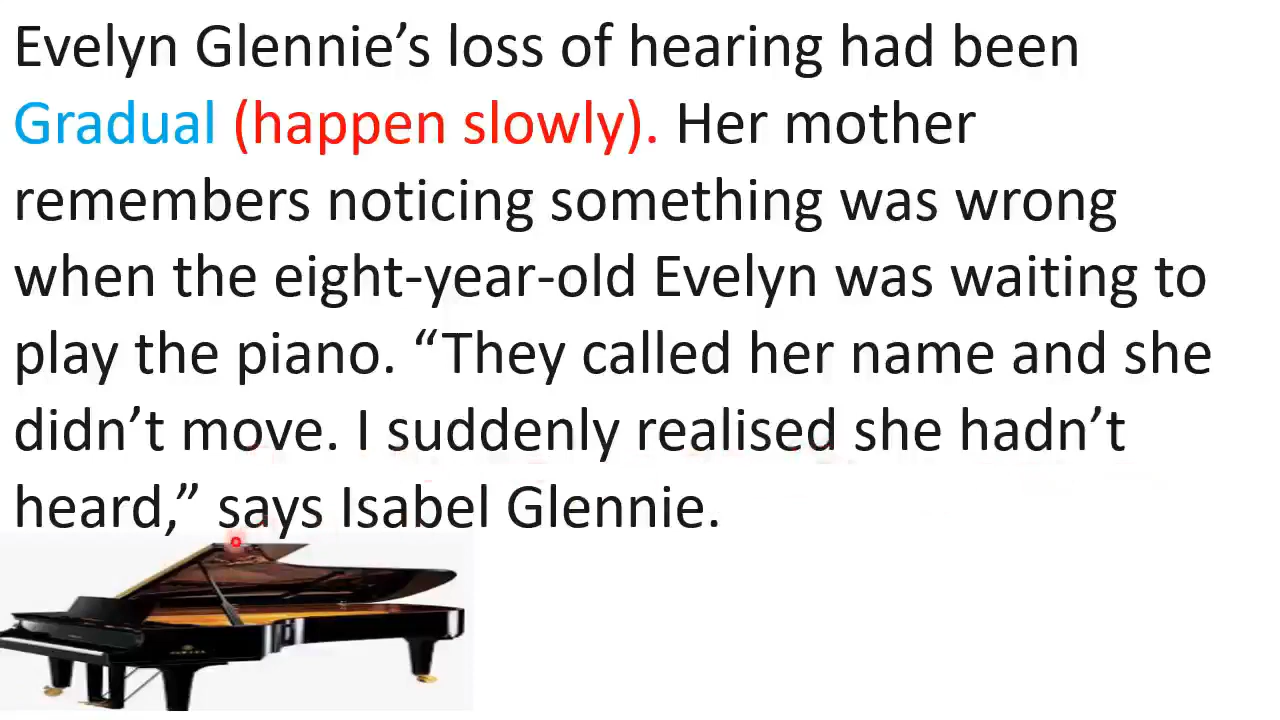 Evelyn Glennie’s loss of hearing had been
Gradual (happen slowly). Her mother
remembers noticing something was wrong
when the eight-year-old Evelyn was waiting to
play the piano. “They called her name and she
didn’t move. I suddenly realised she hadn’t
heard,” says Isabel Glennie.